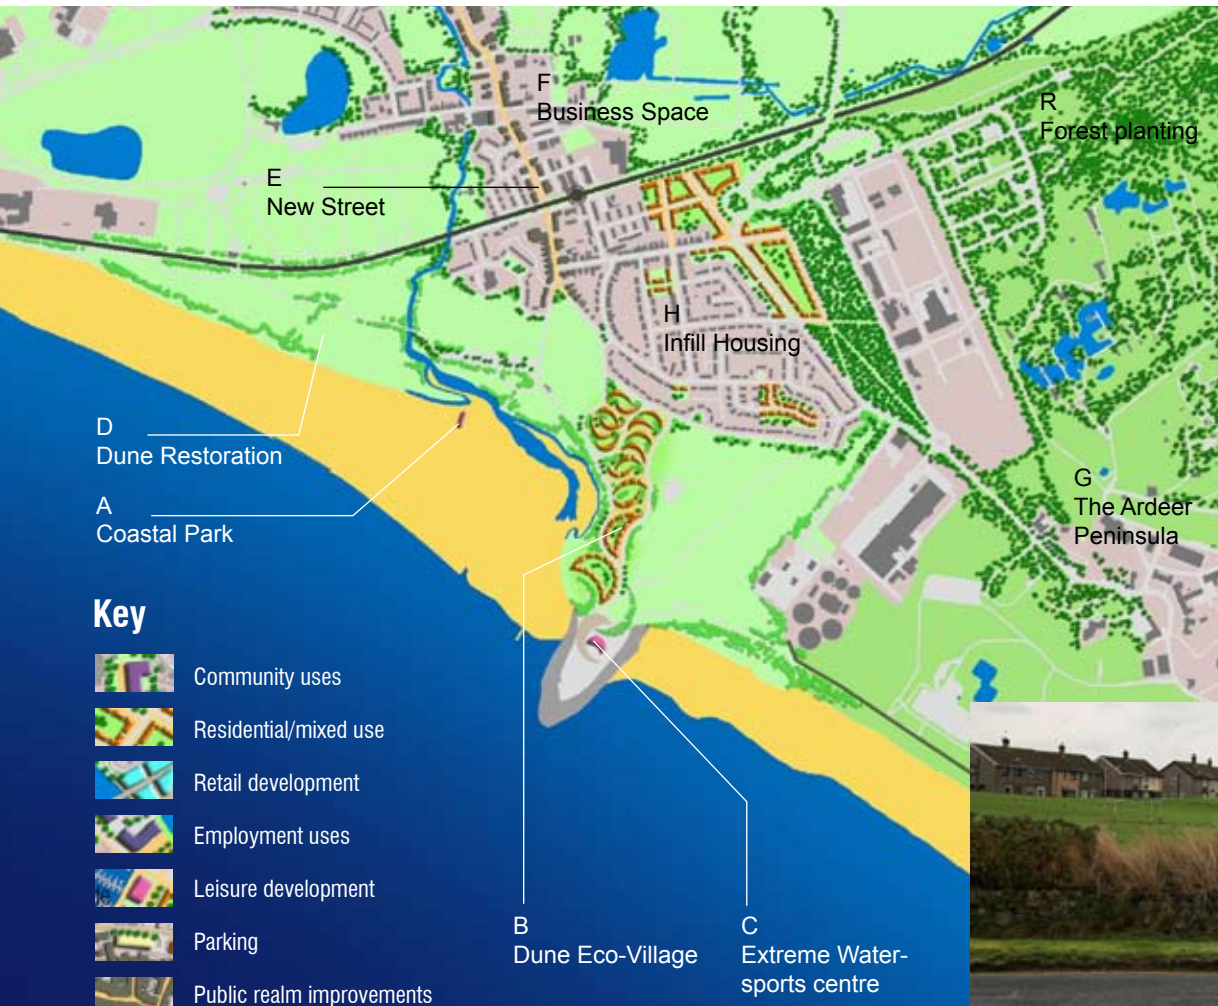 F
Business Space
R
Forest planting
E
New Street
H
Infill Housing
D
Dune Restoration
A
Coastal Park
G
The Ardeer
Peninsula
Key
Community uses
Residential/mixed use
Retail development
Employment uses
Leisure development
Parking
Public realm improvements
B
Dune Eco-Village
C
Extreme Water-
sports centre